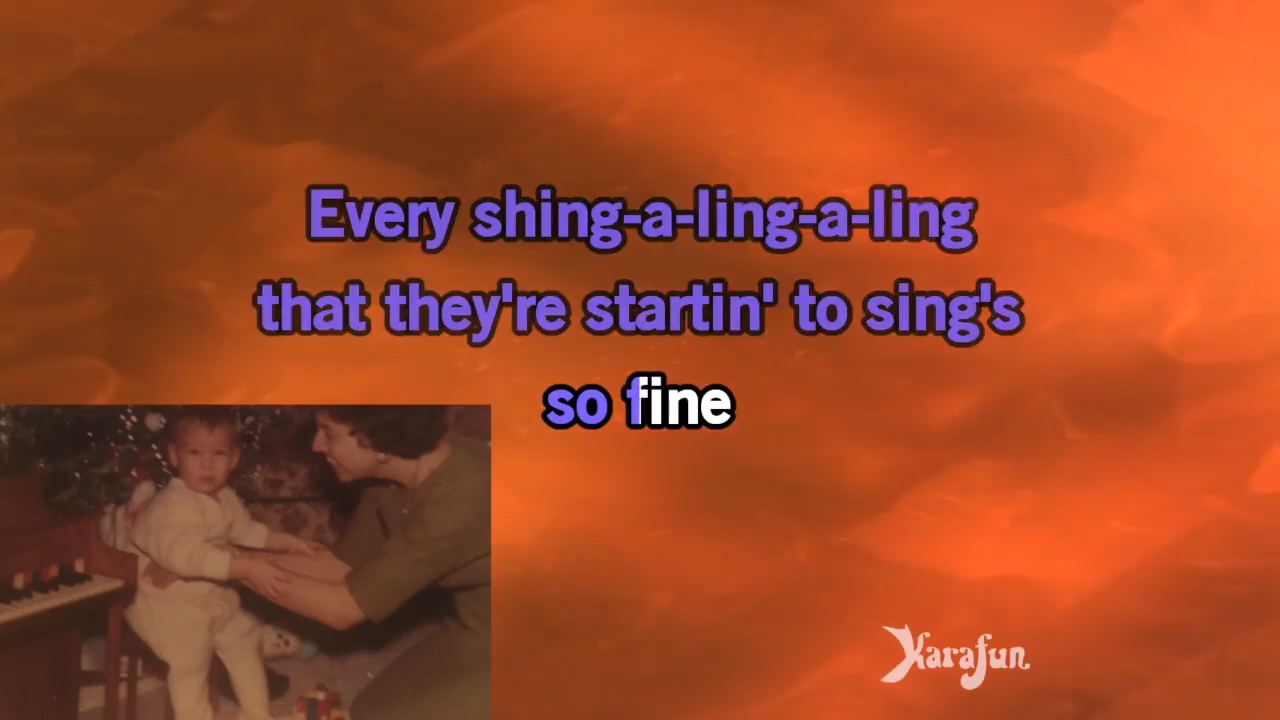 Every shing-a-ling-a-ling
that they're startin' to sing's
so fine
Karafun